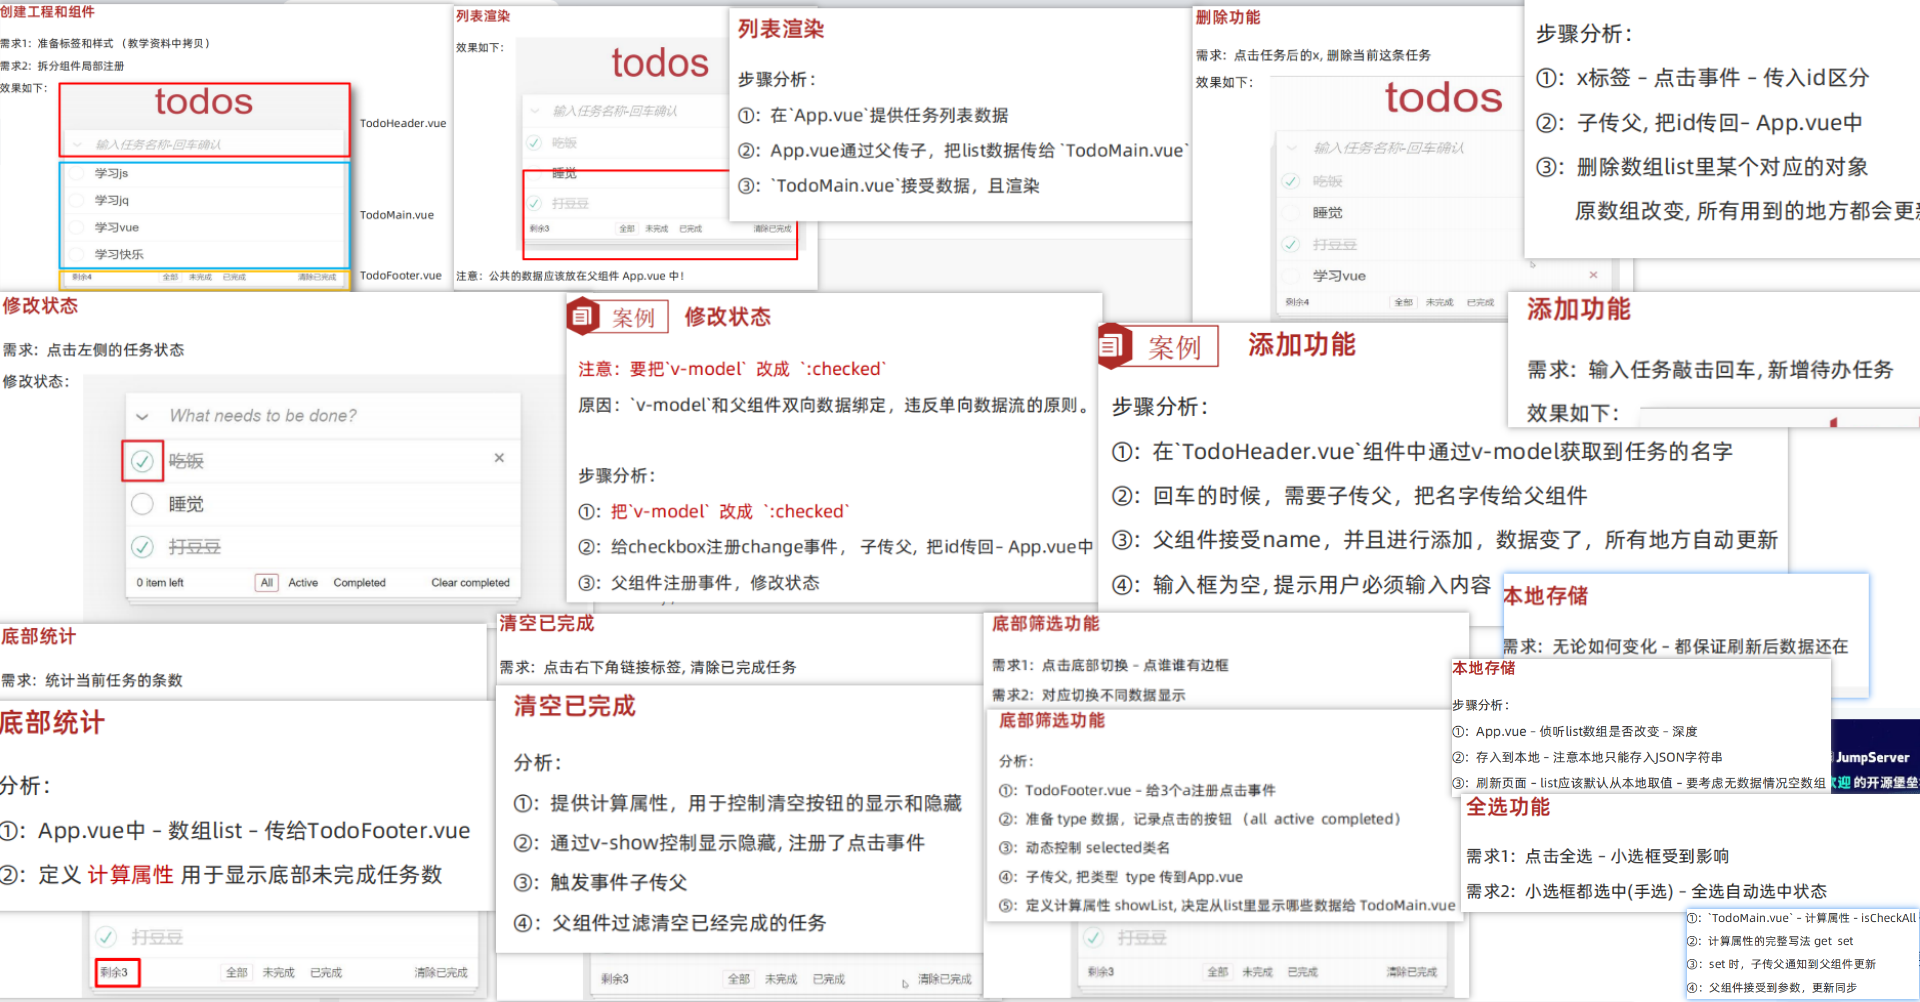 创建工程和组件
需求1：准备标签和样式 （教学资料中拷贝）
需求2：拆分组件局部注册
效果如下：
todos
输入任务名称-回车确认
学习js
学习jq
学习vue
学习快乐
剩余4 全部 未完成 已完成 清除已完成
TodoHeader.vue
TodoMain.vue
TodoFooter.vue
列表渲染
效果如下：
todos
输入任务名称-回车确认
吃饭
睡觉
打豆豆
剩余3 全部 未完成 已完成 清除已完成
注意：公共的数据应该放在父组件 App.vue 中！
列表渲染
步骤分析：
①：在`App.vue`提供任务列表数据
②：App.vue通过父传子，把list数据传给 `TodoMain.vue`
③：`TodoMain.vue`接受数据，且渲染
删除功能
需求：点击任务后的x, 删除当前这条任务
效果如下：
todos
输入任务名称-回车确认
吃饭
睡觉
打豆豆
学习vue ×
剩余4 全部 未完成 已完成
步骤分析：
①：x标签 – 点击事件 – 传入id区分
②：子传父, 把id传回– App.vue中
③：删除数组list里某个对应的对象
原数组改变, 所有用到的地方都会更新
修改状态
需求：点击左侧的任务状态
修改状态：
What needs to be done?
吃饭 ×
睡觉
打豆豆
0 item left All Active Completed Clear completed
案例 修改状态
注意：要把`v-model` 改成 `:checked`
原因：`v-model`和父组件双向数据绑定，违反单向数据流的原则。
步骤分析：
①：把`v-model` 改成 `:checked`
②：给checkbox注册change事件， 子传父, 把id传回– App.vue中
③：父组件注册事件，修改状态
案例 添加功能
步骤分析：
①：在`TodoHeader.vue`组件中通过v-model获取到任务的名字
②：回车的时候，需要子传父，把名字传给父组件
③：父组件接受name，并且进行添加，数据变了，所有地方自动更新
④：输入框为空, 提示用户必须输入内容
添加功能
需求：输入任务敲击回车, 新增待办任务
效果如下：
底部统计
需求：统计当前任务的条数
底部统计
分析：
①：App.vue中 – 数组list – 传给TodoFooter.vue
②：定义 计算属性 用于显示底部未完成任务数
打豆豆
剩余3 全部 未完成 已完成 清除已完成
清空已完成
需求：点击右下角链接标签, 清除已完成任务
清空已完成
分析：
①：提供计算属性，用于控制清空按钮的显示和隐藏
②：通过v-show控制显示隐藏, 注册了点击事件
③：触发事件子传父
④：父组件过滤清空已经完成的任务
剩余3 全部 未完成 已完成 清除已完成
底部筛选功能
需求1：点击底部切换 – 点谁谁有边框
需求2：对应切换不同数据显示
底部筛选功能
分析：
①：TodoFooter.vue – 给3个a注册点击事件
②：准备 type 数据，记录点击的按钮 （all active completed）
③：动态控制 selected类名
④：子传父, 把类型 type 传到App.vue
⑤：定义计算属性 showList, 决定从list里显示哪些数据给 TodoMain.vue
打豆豆
剩余3 全部 未完成 已完成 清除已完成
本地存储
需求：无论如何变化 – 都保证刷新后数据还在
本地存储
步骤分析：
①：App.vue – 侦听list数组是否改变 – 深度
②：存入到本地 – 注意本地只能存入JSON字符串
③：刷新页面 – list应该默认从本地取值 – 要考虑无数据情况空数组
JumpServer
欢迎 的开源堡垒
全选功能
需求1：点击全选 – 小选框受到影响
需求2：小选框都选中(手选) – 全选自动选中状态
①：`TodoMain.vue` – 计算属性 - isCheckAll
②：计算属性的完整写法 get set
③：set 时，子传父通知到父组件更新
④：父组件接受到参数，更新同步